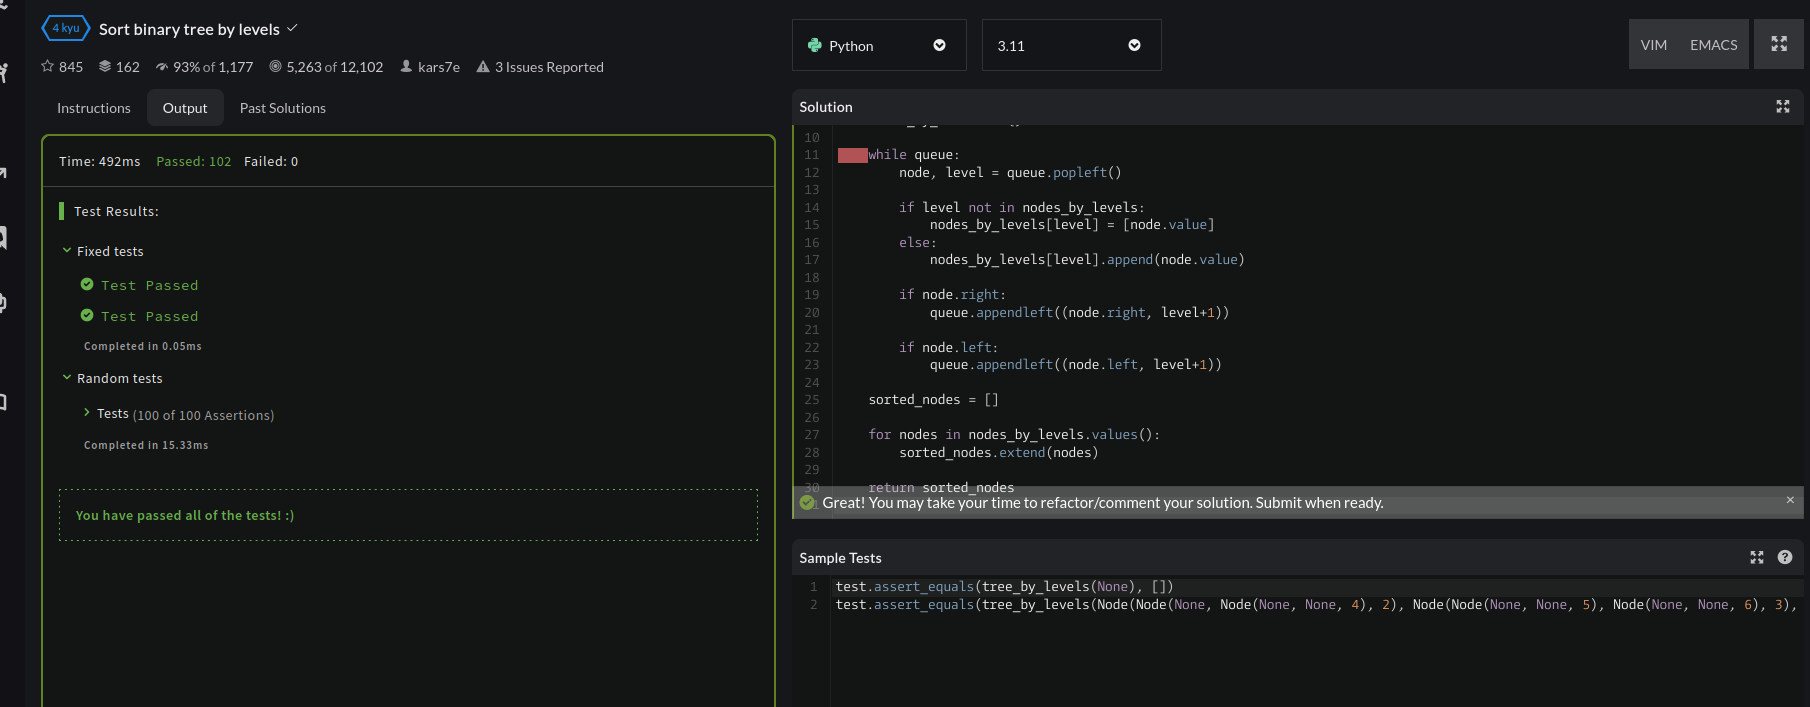 4 kyu Sort binary tree by levels
845 162 93% of 1,177 5,263 of 12,102 kars7e 3 Issues Reported
Instructions Output Past Solutions
Time: 492ms Passed: 102 Failed: 0
Test Results:
Fixed tests
Test Passed
Test Passed
Completed in 0.05ms
Random tests
Tests (100 of 100 Assertions)
Completed in 15.33ms
You have passed all of the tests! :)
Python 3.11 VIM EMACS
Solution
10
11 while queue:
12 node, level = queue.popleft()
13
14 if level not in nodes_by_levels:
15 nodes_by_levels[level] = [node.value]
16 else:
17 nodes_by_levels[level].append(node.value)
18
19 if node.right:
20 queue.appendleft((node.right, level+1))
21
22 if node.left:
23 queue.appendleft((node.left, level+1))
24
25 sorted_nodes = []
26
27 for nodes in nodes_by_levels.values():
28 sorted_nodes.extend(nodes)
29
30 return sorted_nodes
Great! You may take your time to refactor/comment your solution. Submit when ready.
Sample Tests
1 test.assert_equals(tree_by_levels(None), [])
2 test.assert_equals(tree_by_levels(Node(Node(None, Node(None, None, 4), 2), Node(Node(None, None, 5), Node(None, None, 6), 3),